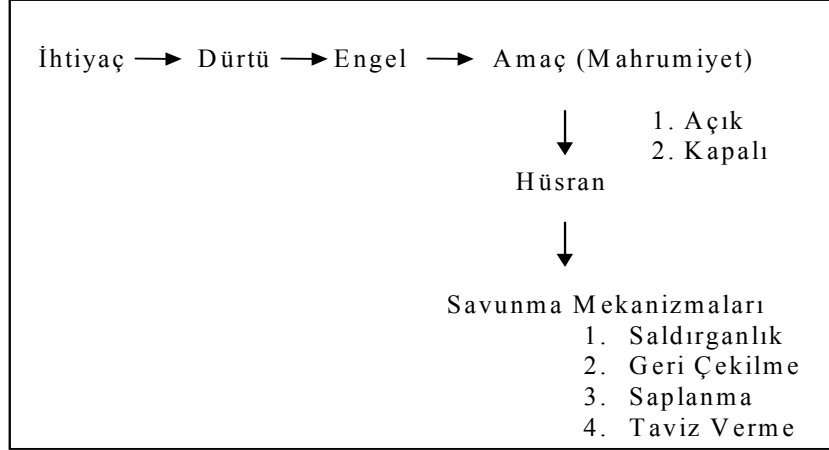 İhtiyaç → Dürtü → Engel → Amaç (Mahrumiyet)
1. Açık
2. Kapalı
Hüsran
Savunma Mekanizmaları
1. Saldırganlık
2. Geri Çekilme
3. Saplanma
4. Taviz Verme